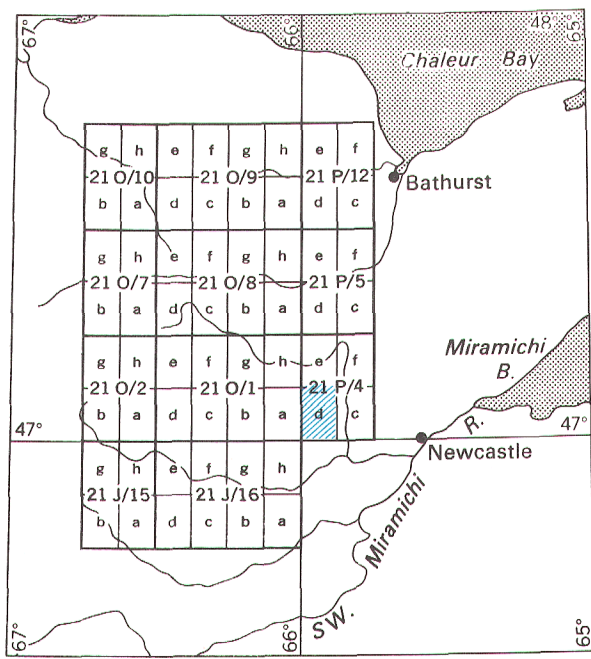 67° 66° 48 65°
Chaleur Bay
g h e f g h e f
21 O/10 21 O/9 21 P/12
Bathurst
b a d c b a d c
g h e f g h e f
21 O/7 21 O/8 21 P/5
b a d c b a d c
Miramichi
B.
g h e f g h e f
21 O/2 21 O/1 21 P/4
b a d c b a d c
R.
47° 47°
Newcastle
g h e f g h
21 J/15 21 J/16
b a d c b a
Miramichi
SW.
67° 66° 65°